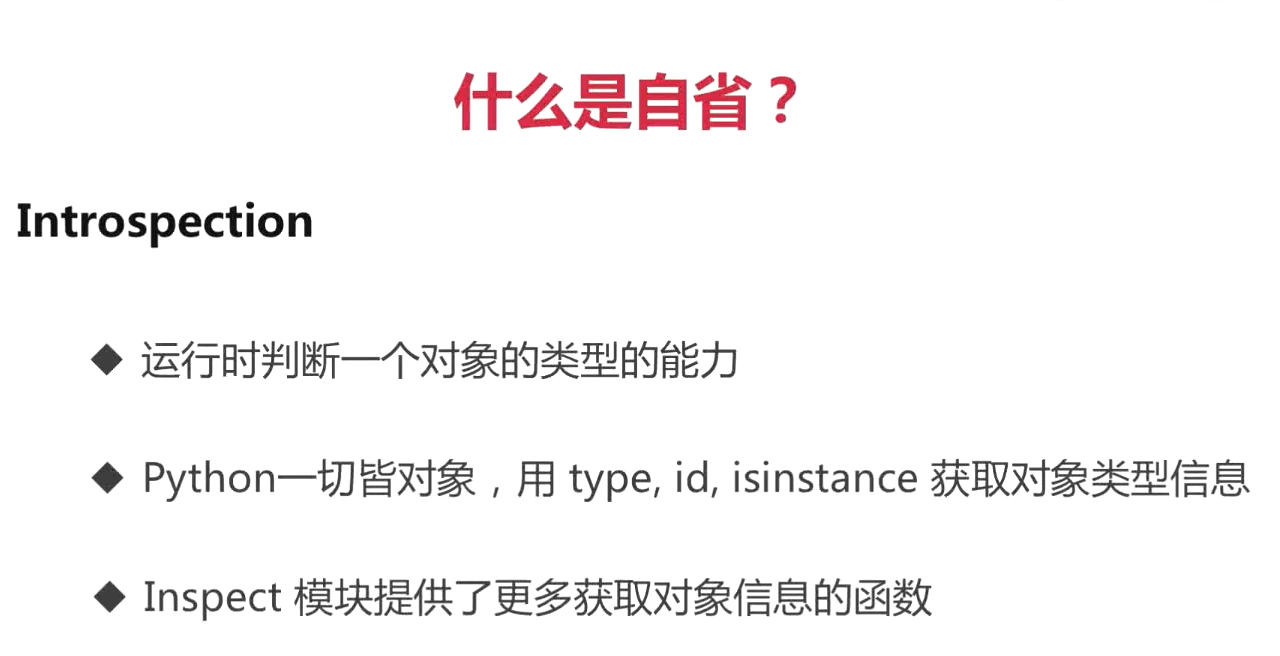 什么是自省？
Introspection
◆ 运行时判断一个对象的类型的能力
◆ Python一切皆对象，用 type, id, isinstance 获取对象类型信息
◆ Inspect 模块提供了更多获取对象信息的函数